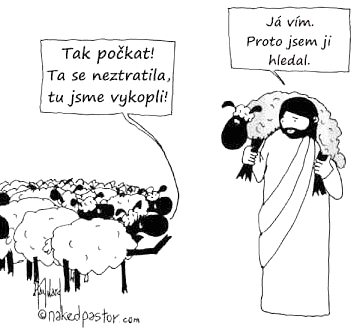 Tak počkat!
Ta se neztratila,
tu jsme vykopli!
Já vím.
Proto jsem ji
hledal.
©nakedpastor.com